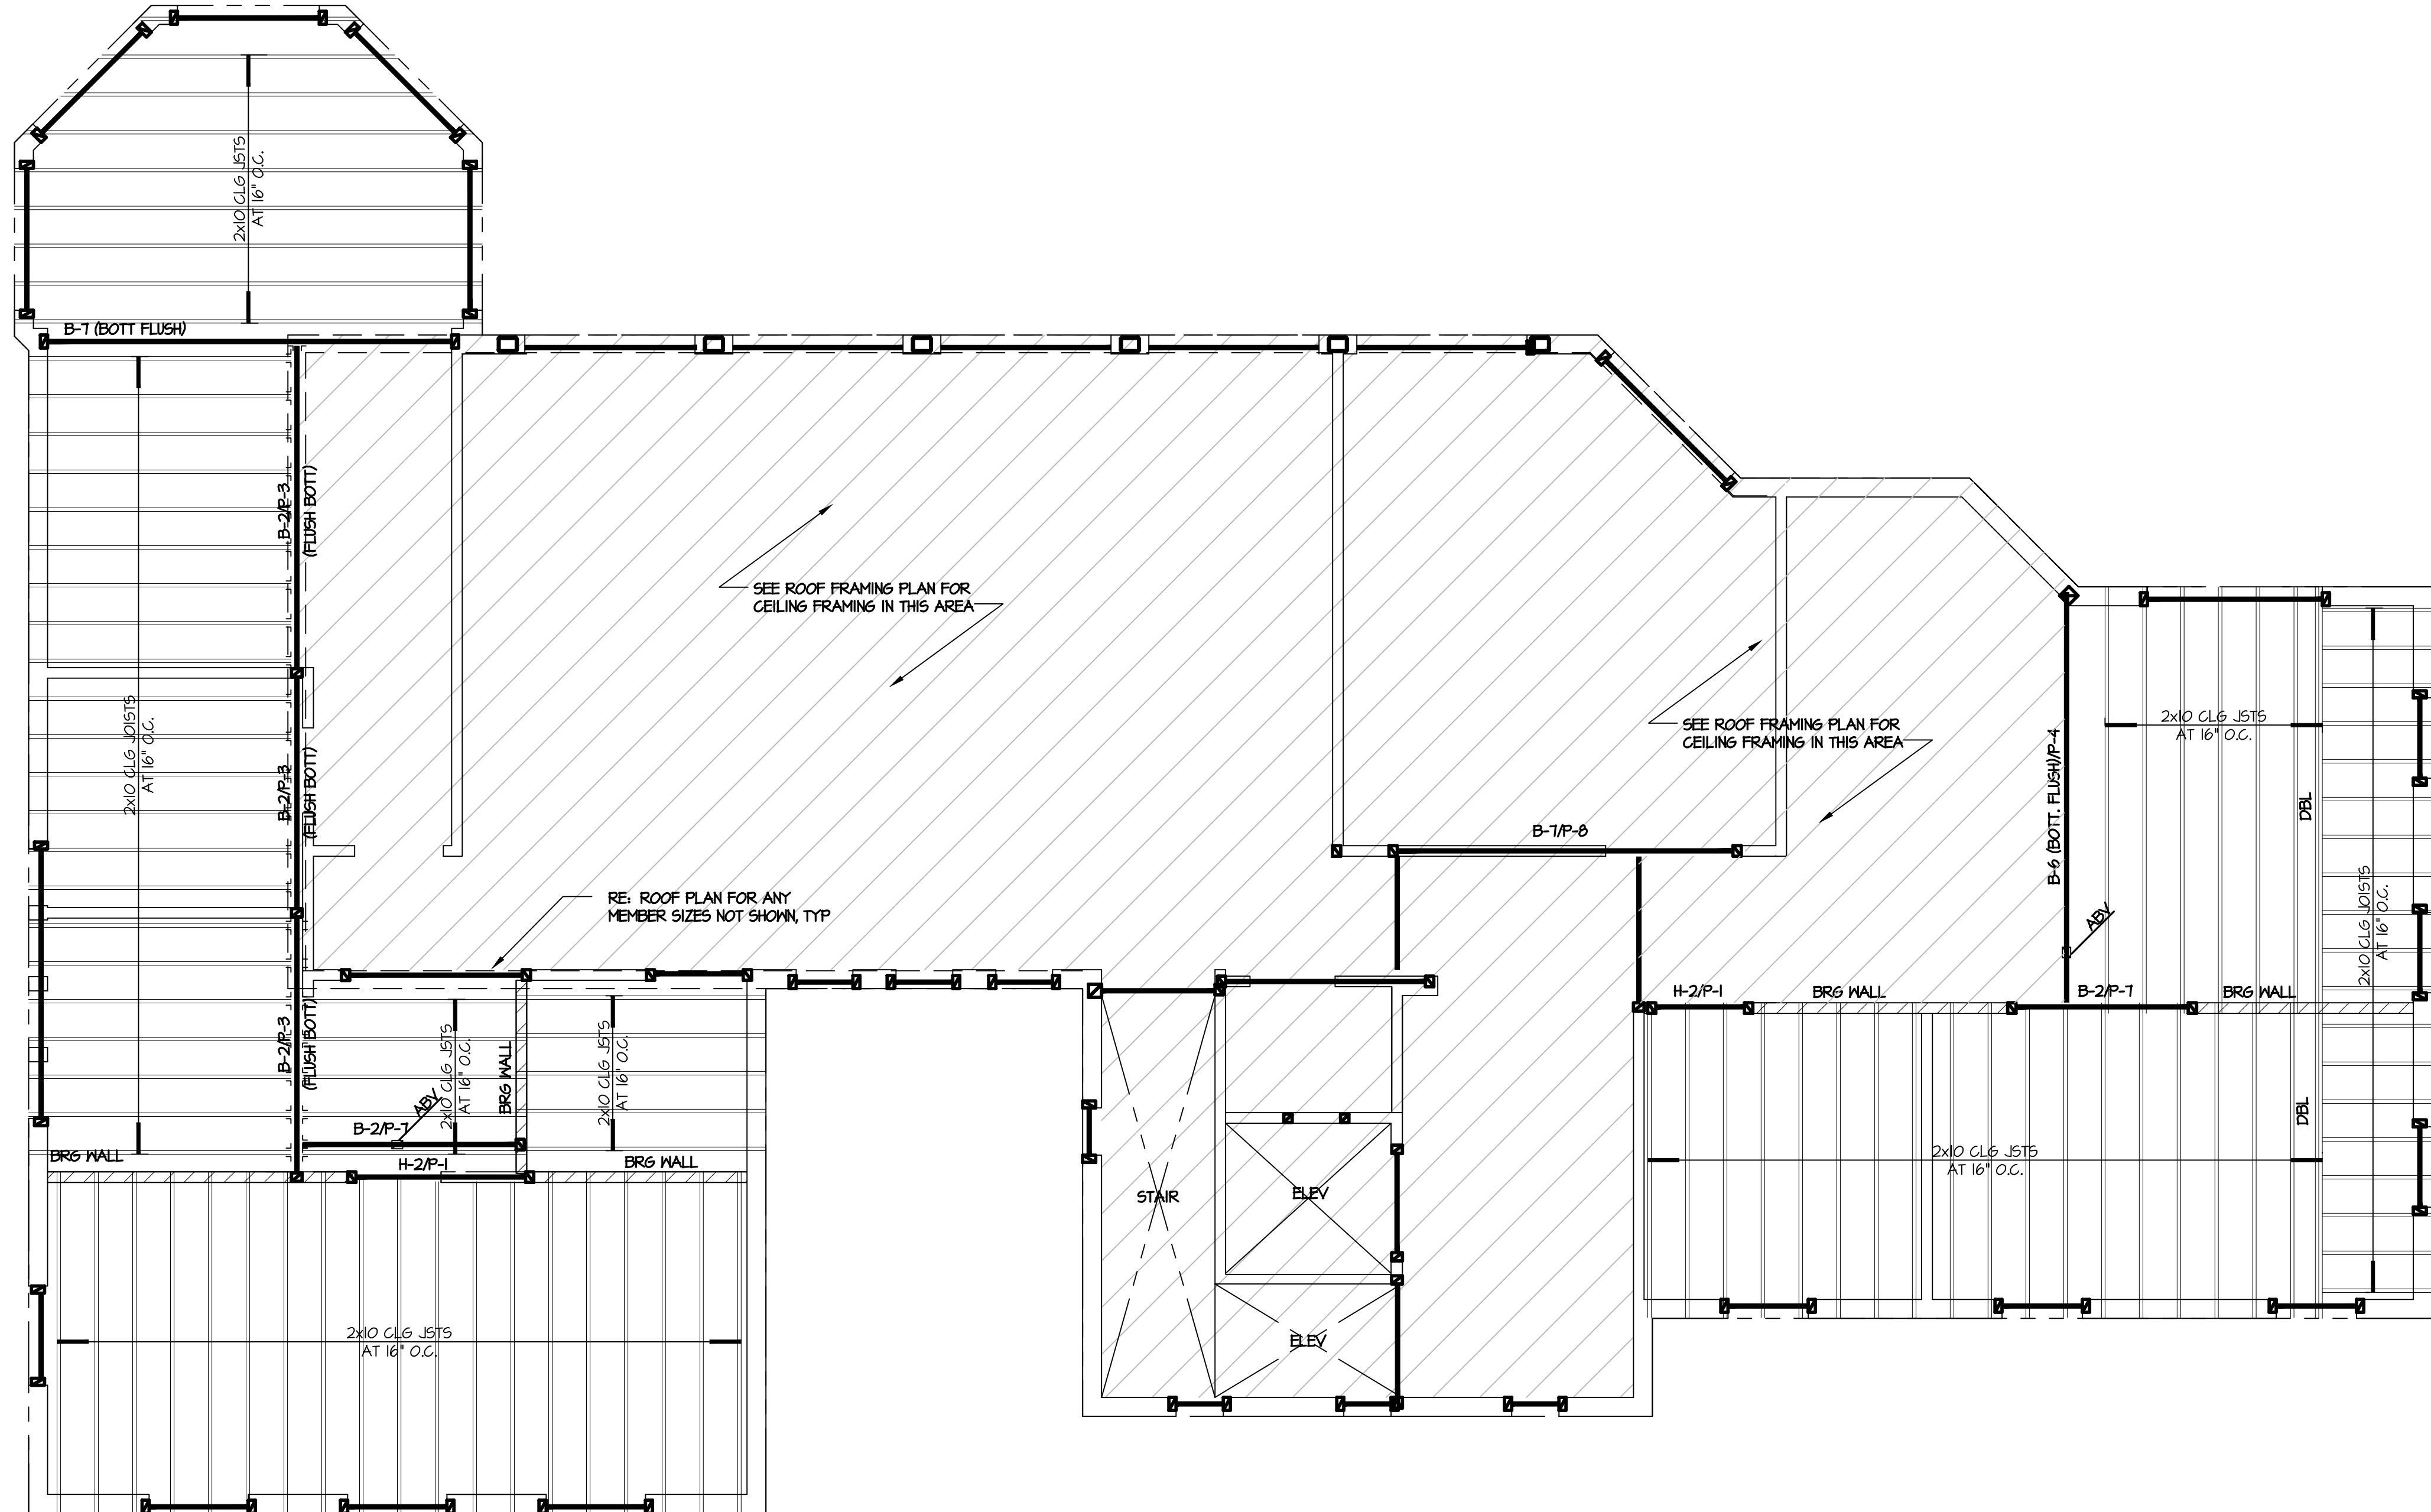 2x10 CLG JSTS
AT 16" O.C.
B-7 (BOTT FLUSH)
2x10 CLG JOISTS
AT 16" O.C.
B-2/P-3
(FLUSH BOTT)
B-2/P-3
(FLUSH BOTT)
B-2/P-3
(FLUSH BOTT)
SEE ROOF FRAMING PLAN FOR
CEILING FRAMING IN THIS AREA
SEE ROOF FRAMING PLAN FOR
CEILING FRAMING IN THIS AREA
RE: ROOF PLAN FOR ANY
MEMBER SIZES NOT SHOWN, TYP
B-7/P-8
B-6 (BOTT. FLUSH)/P-4
ABV
2x10 CLG JSTS
AT 16" O.C.
DBL
2x10 CLG JOISTS
AT 16" O.C.
H-2/P-1
BRG WALL
B-2/P-7
BRG WALL
2x10 CLG JSTS
AT 16" O.C.
BRG WALL
2x10 CLG JSTS
AT 16" O.C.
ABV
B-2/P-7
BRG WALL
H-2/P-1
BRG WALL
STAIR
ELEV
ELEV
DBL
2x10 CLG JSTS
AT 16" O.C.
2x10 CLG JSTS
AT 16" O.C.